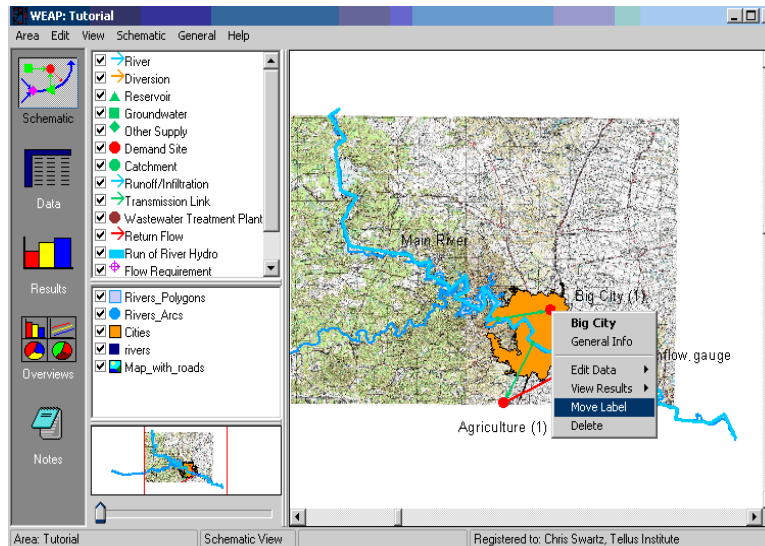 WEAP: Tutorial
Area Edit View Schematic General Help
Schematic
Data
Results
Overviews
Notes
River
Diversion
Reservoir
Groundwater
Other Supply
Demand Site
Catchment
Runoff/Infiltration
Transmission Link
Wastewater Treatment Plant
Return Flow
Run of River Hydro
Flow Requirement
Rivers_Polygons
Rivers_Arcs
Cities
rivers
Map_with_roads
Main River
Big City (1)
Big City
General Info
Edit Data
View Results
Move Label
Delete
nflow_gauge
Agriculture (1)
Area: Tutorial
Schematic View
Registered to: Chris Swartz, Tellus Institute